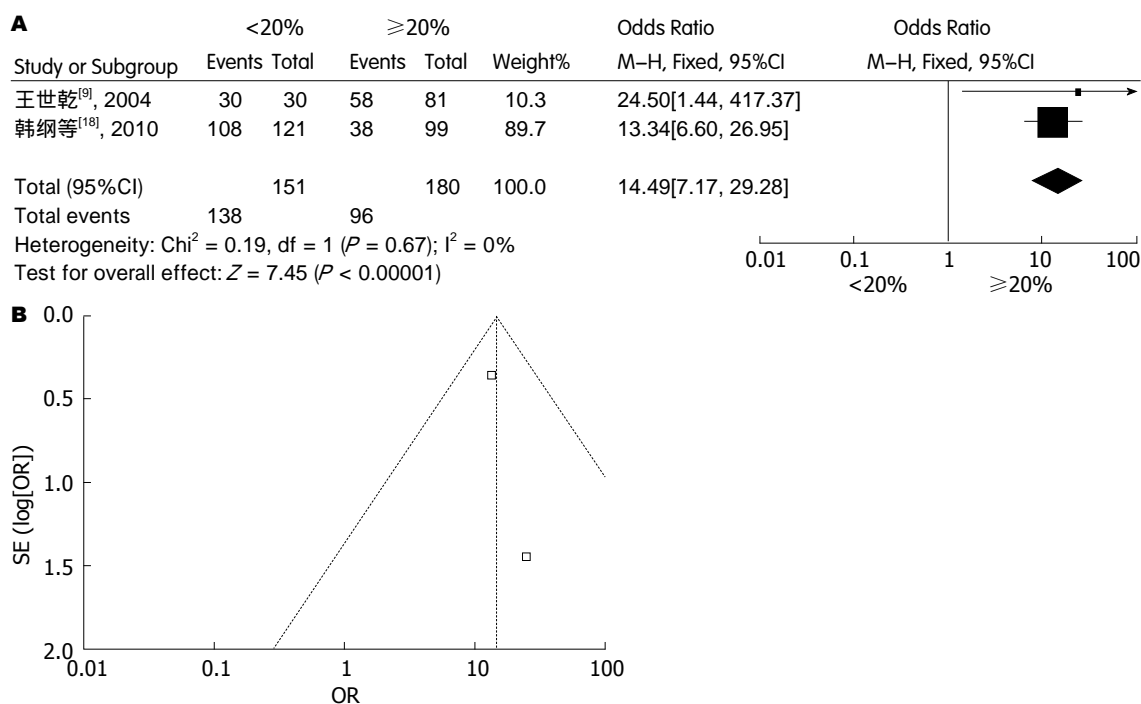 A <20% ≥20% Odds Ratio Odds Ratio
Study or Subgroup Events Total Events Total Weight% M-H, Fixed, 95%CI M-H, Fixed, 95%CI
王世乾[9], 2004 30 30 58 81 10.3 24.50[1.44, 417.37]
韩纲等[18], 2010 108 121 38 99 89.7 13.34[6.60, 26.95]
Total (95%CI) 151 180 100.0 14.49[7.17, 29.28]
Total events 138 96
Heterogeneity: Chi² = 0.19, df = 1 (P = 0.67); I² = 0%
Test for overall effect: Z = 7.45 (P < 0.00001)
0.01 0.1 1 10 100
<20% ≥20%
B 0.0
0.5
1.0
1.5
2.0
SE (log[OR])
0.01 0.1 1 10 100
OR